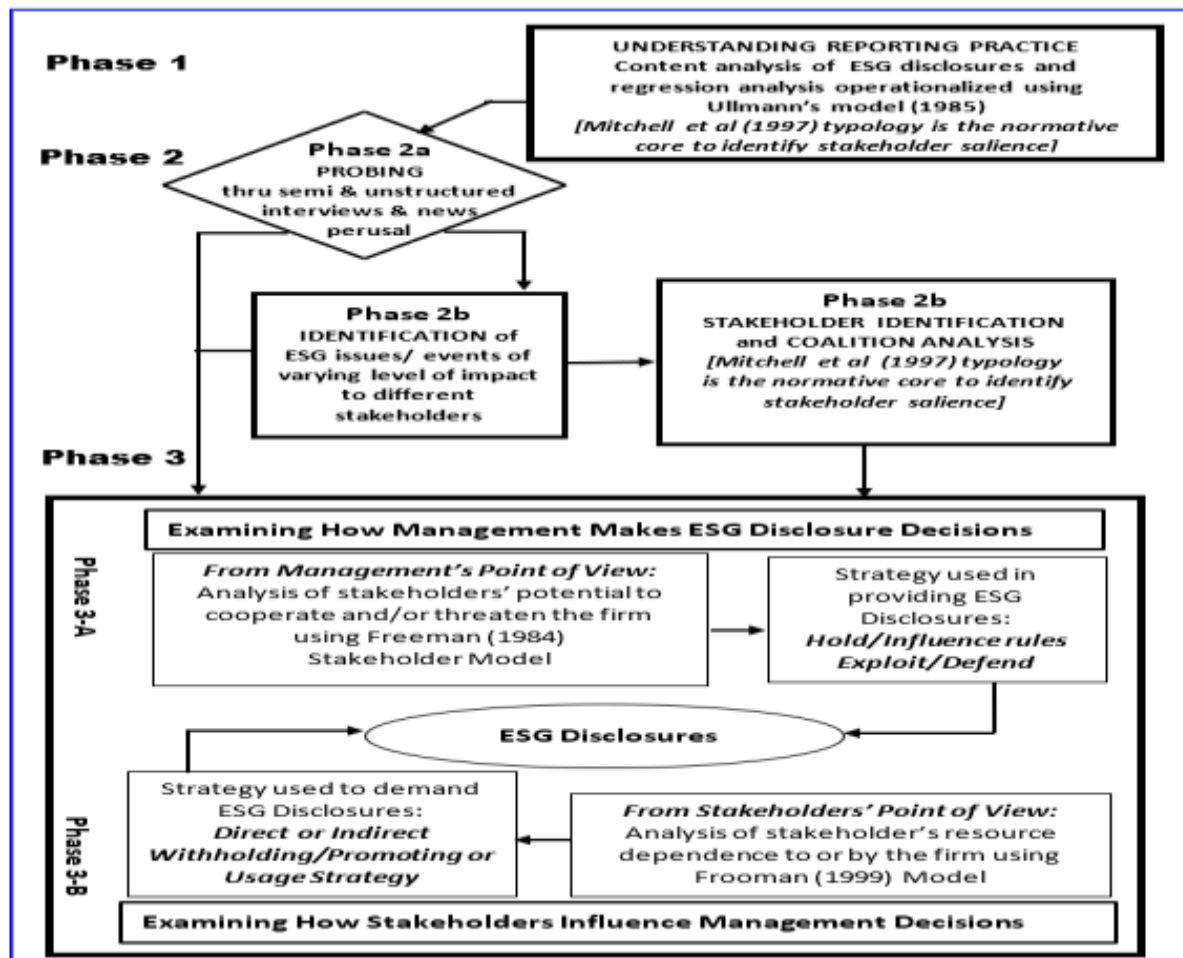 Phase 1
UNDERSTANDING REPORTING PRACTICE
Content analysis of ESG disclosures and
regression analysis operationalized using
Ullmann's model (1985)
[Mitchell et al (1997) typology is the normative
core to identify stakeholder salience]
Phase 2
Phase 2a
PROBING
thru semi & unstructured
interviews & news
perusal
Phase 2b
IDENTIFICATION of
ESG issues/ events of
varying level of impact
to different
stakeholders
Phase 2b
STAKEHOLDER IDENTIFICATION
and COALITION ANALYSIS
[Mitchell et al (1997) typology
is the normative core to identify
stakeholder salience]
Phase 3
Examining How Management Makes ESG Disclosure Decisions
Phase 3-A
From Management's Point of View:
Analysis of stakeholders' potential to
cooperate and/or threaten the firm
using Freeman (1984)
Stakeholder Model
Strategy used in
providing ESG
Disclosures:
Hold/Influence rules
Exploit/Defend
ESG Disclosures
Phase 3-B
Strategy used to demand
ESG Disclosures:
Direct or Indirect
Withholding/Promoting or
Usage Strategy
From Stakeholders' Point of View:
Analysis of stakeholder's resource
dependence to or by the firm using
Frooman (1999) Model
Examining How Stakeholders Influence Management Decisions